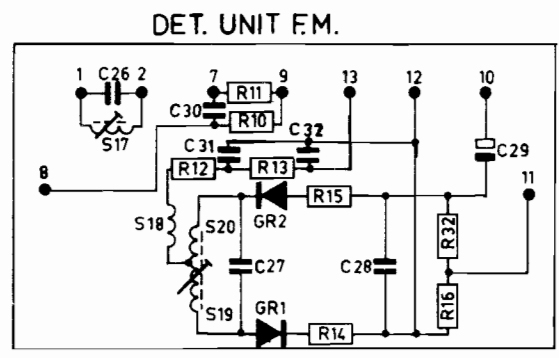 DET. UNIT F.M.
1 C26 2 7 R11 9 13 12 10
C30 R10
S17 C31 C32
R12 R13 C29
8 11
R15
S18 S20 GR2 R32
C27 C28
GR1 R16
S19 R14